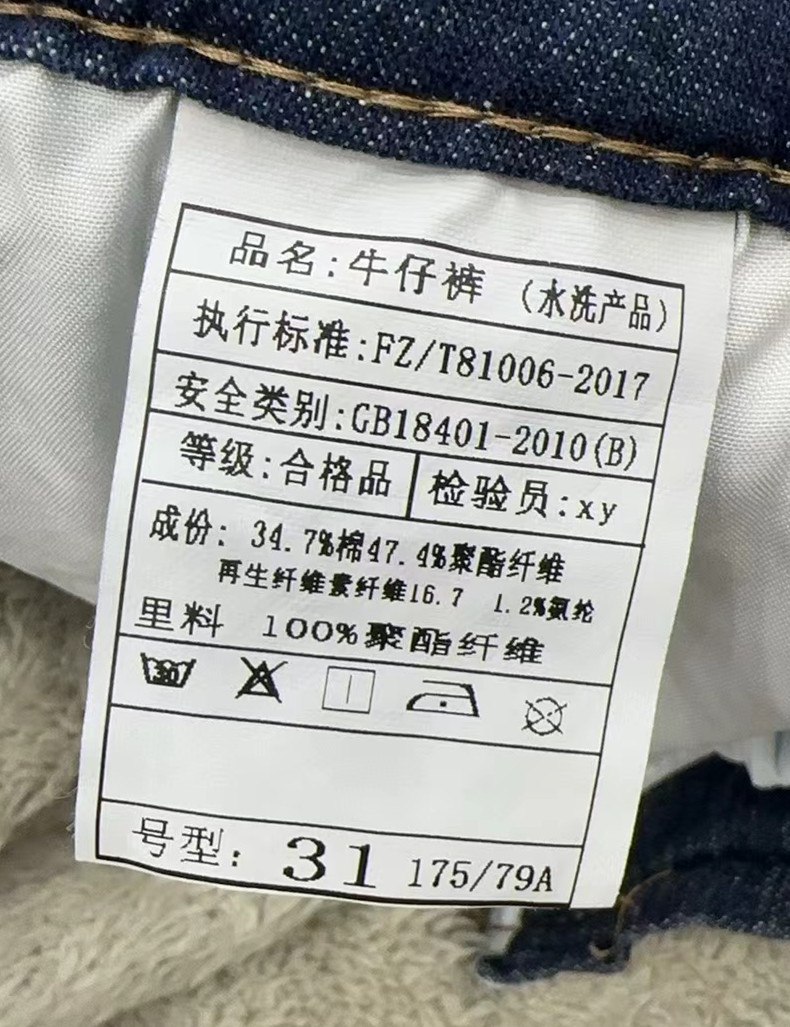 品名:牛仔裤 (水洗产品)
执行标准:FZ/T81006-2017
安全类别:GB18401-2010(B)
等级:合格品 检验员:xy
成份: 34.7%棉47.4%聚酯纤维
再生纤维素纤维16.7 1.2%氨纶
里料 100%聚酯纤维
30
号型: 31 175/79A